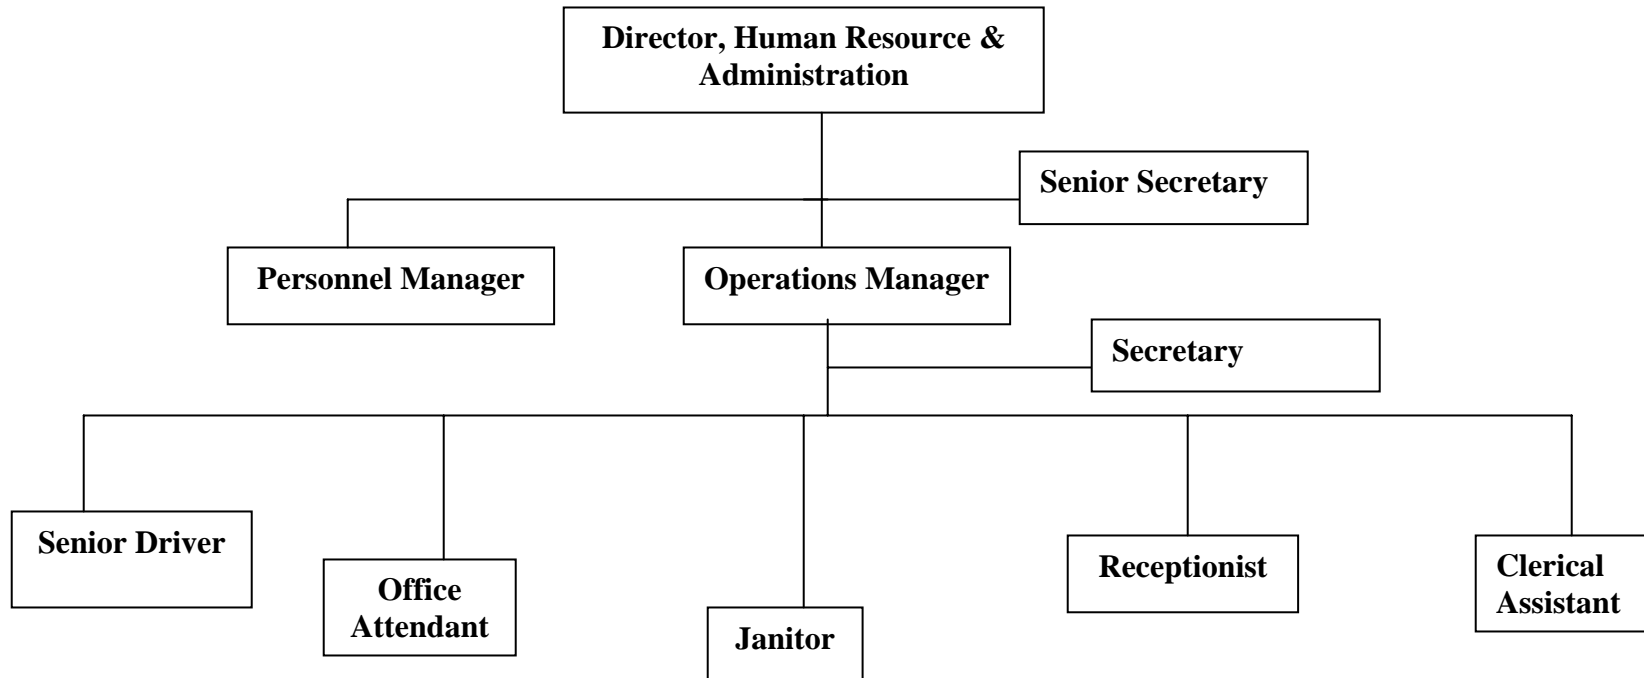 Director, Human Resource &
Administration
Senior Secretary
Personnel Manager
Operations Manager
Secretary
Senior Driver
Office
Attendant
Janitor
Receptionist
Clerical
Assistant